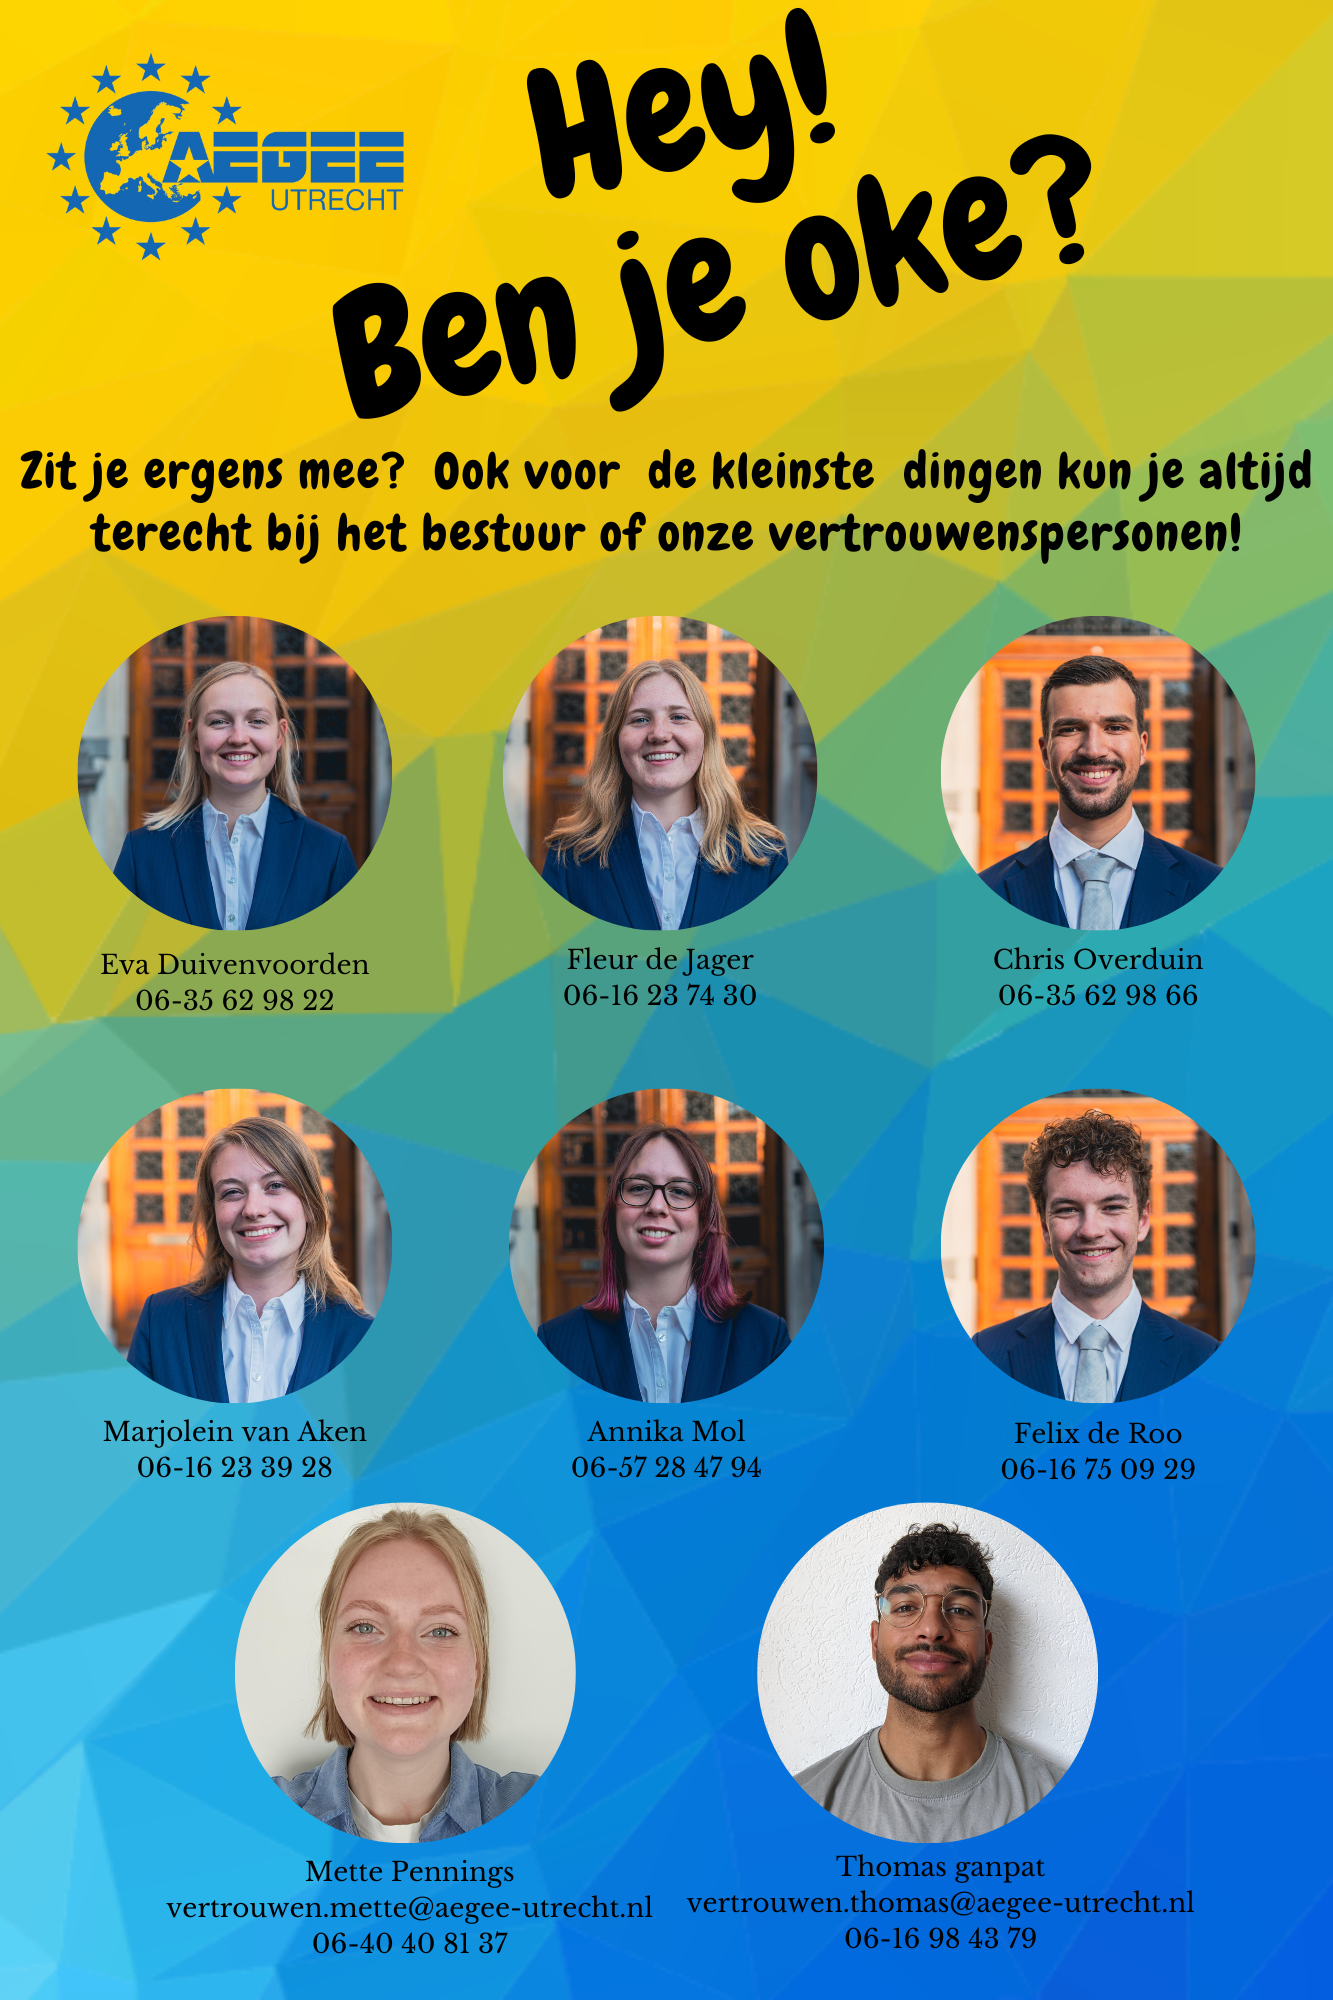 AEGEE
UTRECHT
Hey!
Ben je oke?
Zit je ergens mee? Ook voor de kleinste dingen kun je altijd
terecht bij het bestuur of onze vertrouwenspersonen!
Eva Duivenvoorden
06-35 62 98 22
Fleur de Jager
06-16 23 74 30
Chris Overduin
06-35 62 98 66
Marjolein van Aken
06-16 23 39 28
Annika Mol
06-57 28 47 94
Felix de Roo
06-16 75 09 29
Mette Pennings
vertrouwen.mette@aegee-utrecht.nl
06-40 40 81 37
Thomas ganpat
vertrouwen.thomas@aegee-utrecht.nl
06-16 98 43 79